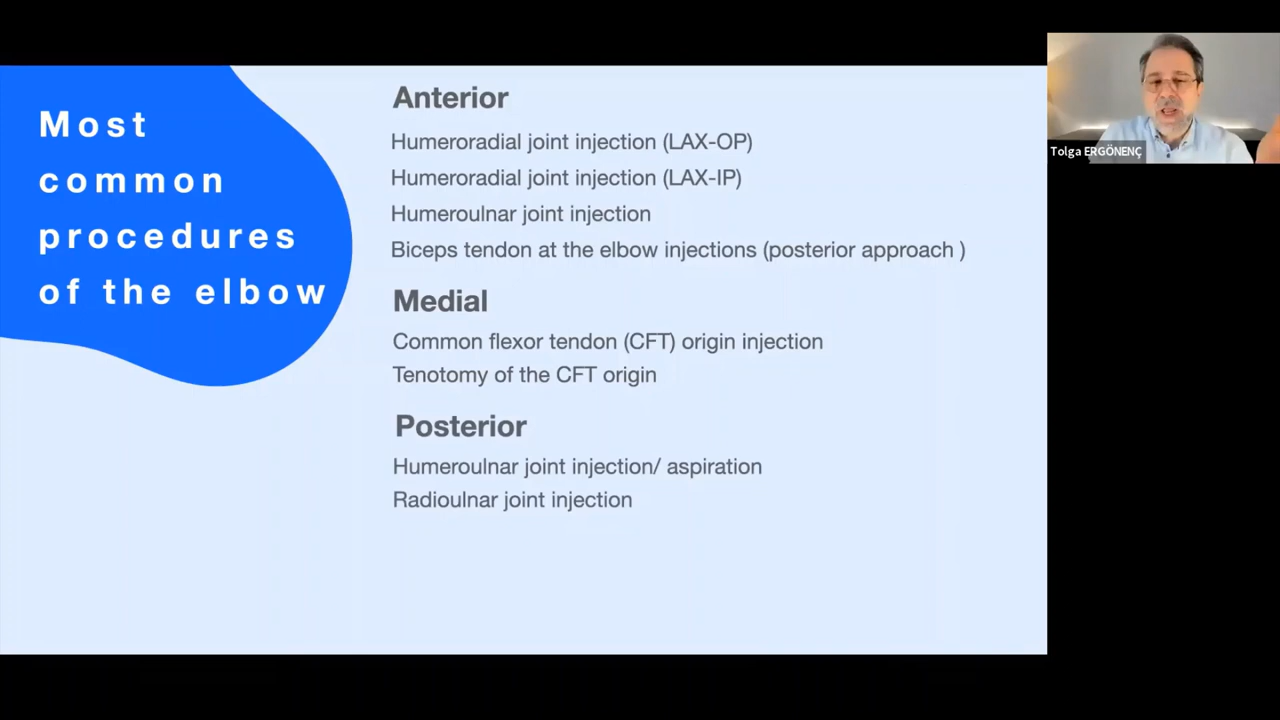 Most
common
procedures
of the elbow
Anterior
Humeroradial joint injection (LAX-OP)
Humeroradial joint injection (LAX-IP)
Humeroulnar joint injection
Biceps tendon at the elbow injections (posterior approach )
Medial
Common flexor tendon (CFT) origin injection
Tenotomy of the CFT origin
Posterior
Humeroulnar joint injection/ aspiration
Radioulnar joint injection
Tolga ERGÖNENÇ